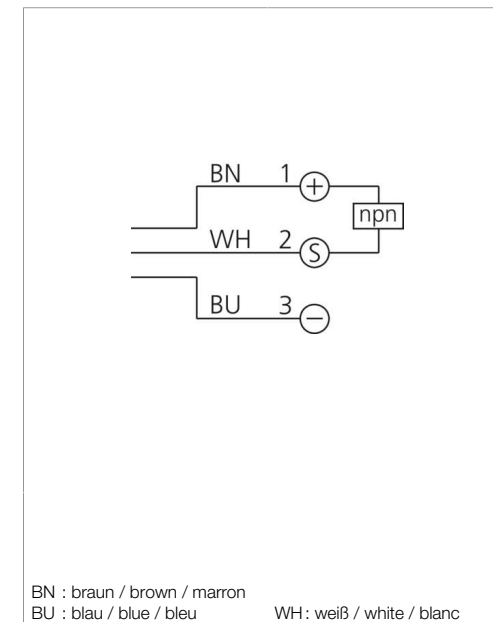 BN 1 +
npn
WH 2 S
BU 3 −
BN : braun / brown / marron
BU : blau / blue / bleu WH : weiß / white / blanc